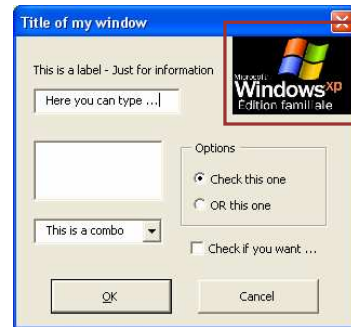 Title of my window
This is a label - Just for information
Here you can type ...
Microsoft
Windows xp
Édition familiale
Options
Check this one
OR this one
This is a combo
Check if you want ...
OK
Cancel